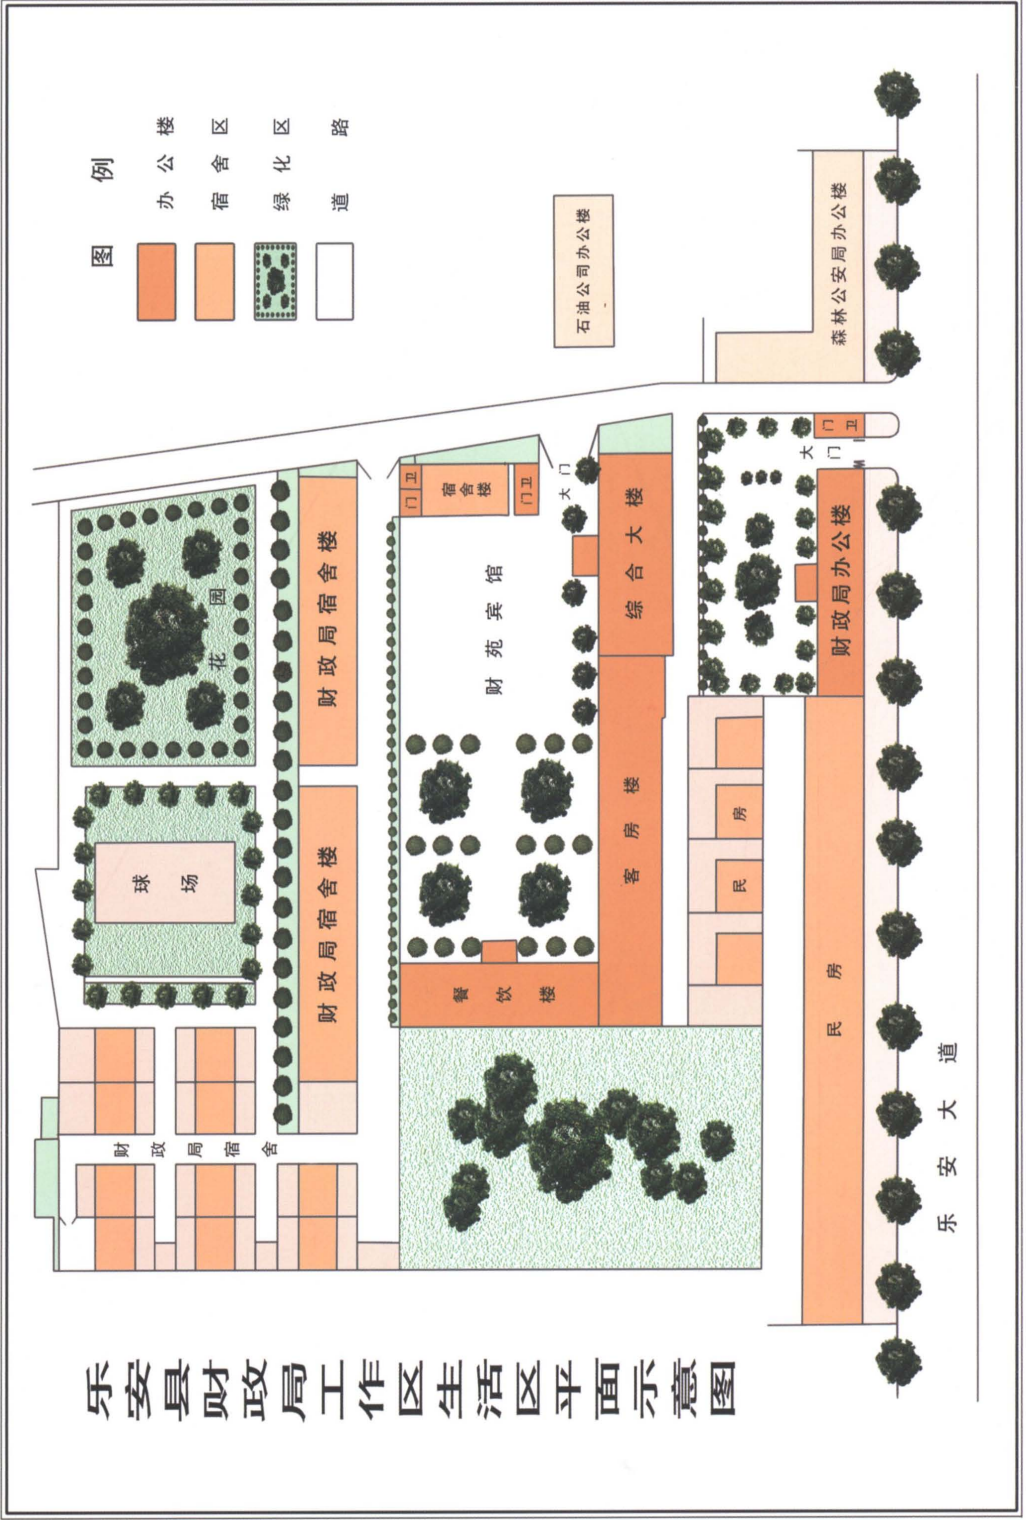 乐安县财政局工作区生活区平面示意图
图例
办公楼
宿舍区
绿化区
道路
石油公司办公楼
森林公安局办公楼
花园
球场
财政局宿舍楼
财政局宿舍楼
财政局宿舍
门卫
宿舍楼
门卫
大门
财苑宾馆
综合大楼
客房楼
餐饮楼
门卫
大门
财政局办公楼
民房
民房
乐安大道